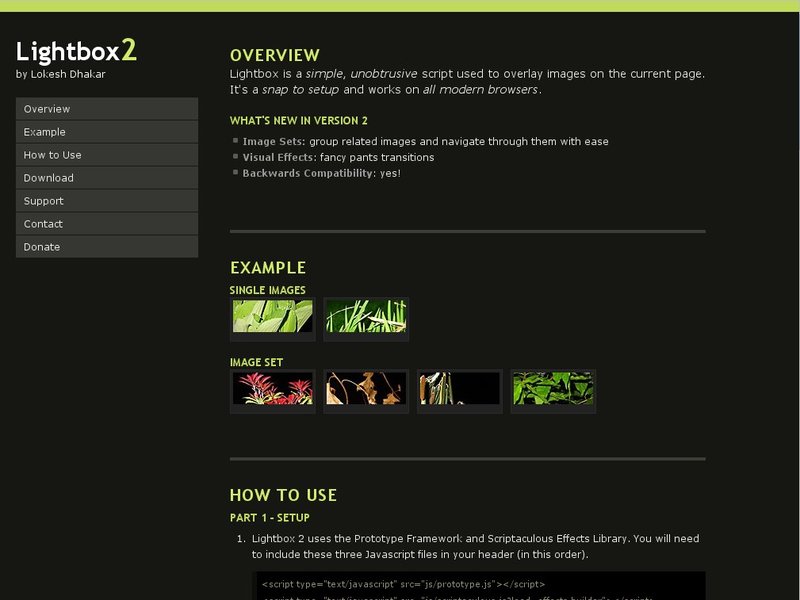 Lightbox2
by Lokesh Dhakar
Overview
Example
How to Use
Download
Support
Contact
Donate
OVERVIEW
Lightbox is a simple, unobtrusive script used to overlay images on the current page.
It's a snap to setup and works on all modern browsers.
WHAT'S NEW IN VERSION 2
Image Sets: group related images and navigate through them with ease
Visual Effects: fancy pants transitions
Backwards Compatibility: yes!
EXAMPLE
SINGLE IMAGES
IMAGE SET
HOW TO USE
PART 1 - SETUP
1. Lightbox 2 uses the Prototype Framework and Scriptaculous Effects Library. You will need
to include these three Javascript files in your header (in this order).
<script type="text/javascript" src="js/prototype.js"></script>